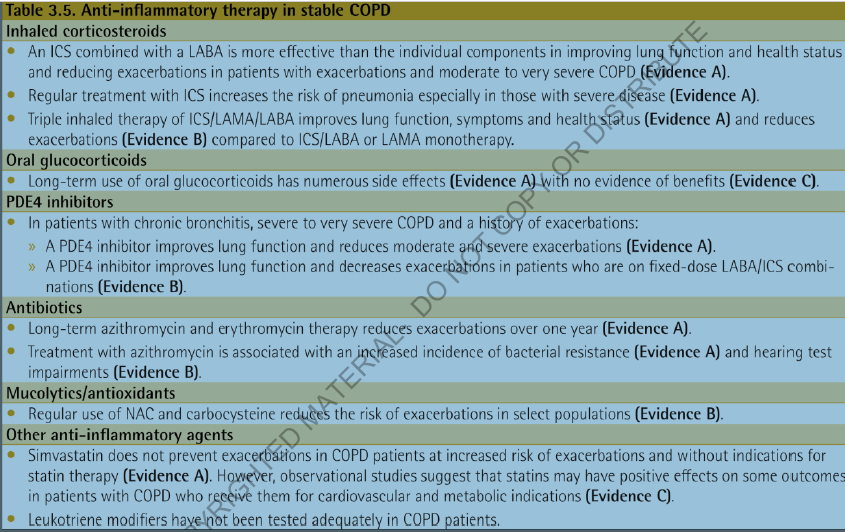 Table 3.5. Anti-inflammatory therapy in stable COPD
Inhaled corticosteroids
• An ICS combined with a LABA is more effective than the individual components in improving lung function and health status
and reducing exacerbations in patients with exacerbations and moderate to very severe COPD (Evidence A).
• Regular treatment with ICS increases the risk of pneumonia especially in those with severe disease (Evidence A).
• Triple inhaled therapy of ICS/LAMA/LABA improves lung function, symptoms and health status (Evidence A) and reduces
exacerbations (Evidence B) compared to ICS/LABA or LAMA monotherapy.
Oral glucocorticoids
• Long-term use of oral glucocorticoids has numerous side effects (Evidence A) with no evidence of benefits (Evidence C).
PDE4 inhibitors
• In patients with chronic bronchitis, severe to very severe COPD and a history of exacerbations:
» A PDE4 inhibitor improves lung function and reduces moderate and severe exacerbations (Evidence A).
» A PDE4 inhibitor improves lung function and decreases exacerbations in patients who are on fixed-dose LABA/ICS combi-
nations (Evidence B).
Antibiotics
• Long-term azithromycin and erythromycin therapy reduces exacerbations over one year (Evidence A).
• Treatment with azithromycin is associated with an increased incidence of bacterial resistance (Evidence A) and hearing test
impairments (Evidence B).
Mucolytics/antioxidants
• Regular use of NAC and carbocysteine reduces the risk of exacerbations in select populations (Evidence B).
Other anti-inflammatory agents
• Simvastatin does not prevent exacerbations in COPD patients at increased risk of exacerbations and without indications for
statin therapy (Evidence A). However, observational studies suggest that statins may have positive effects on some outcomes
in patients with COPD who receive them for cardiovascular and metabolic indications (Evidence C).
• Leukotriene modifiers have not been tested adequately in COPD patients.
PYRIGHTED MATERIAL- DO NOT COPY OR DISTRIBUTE